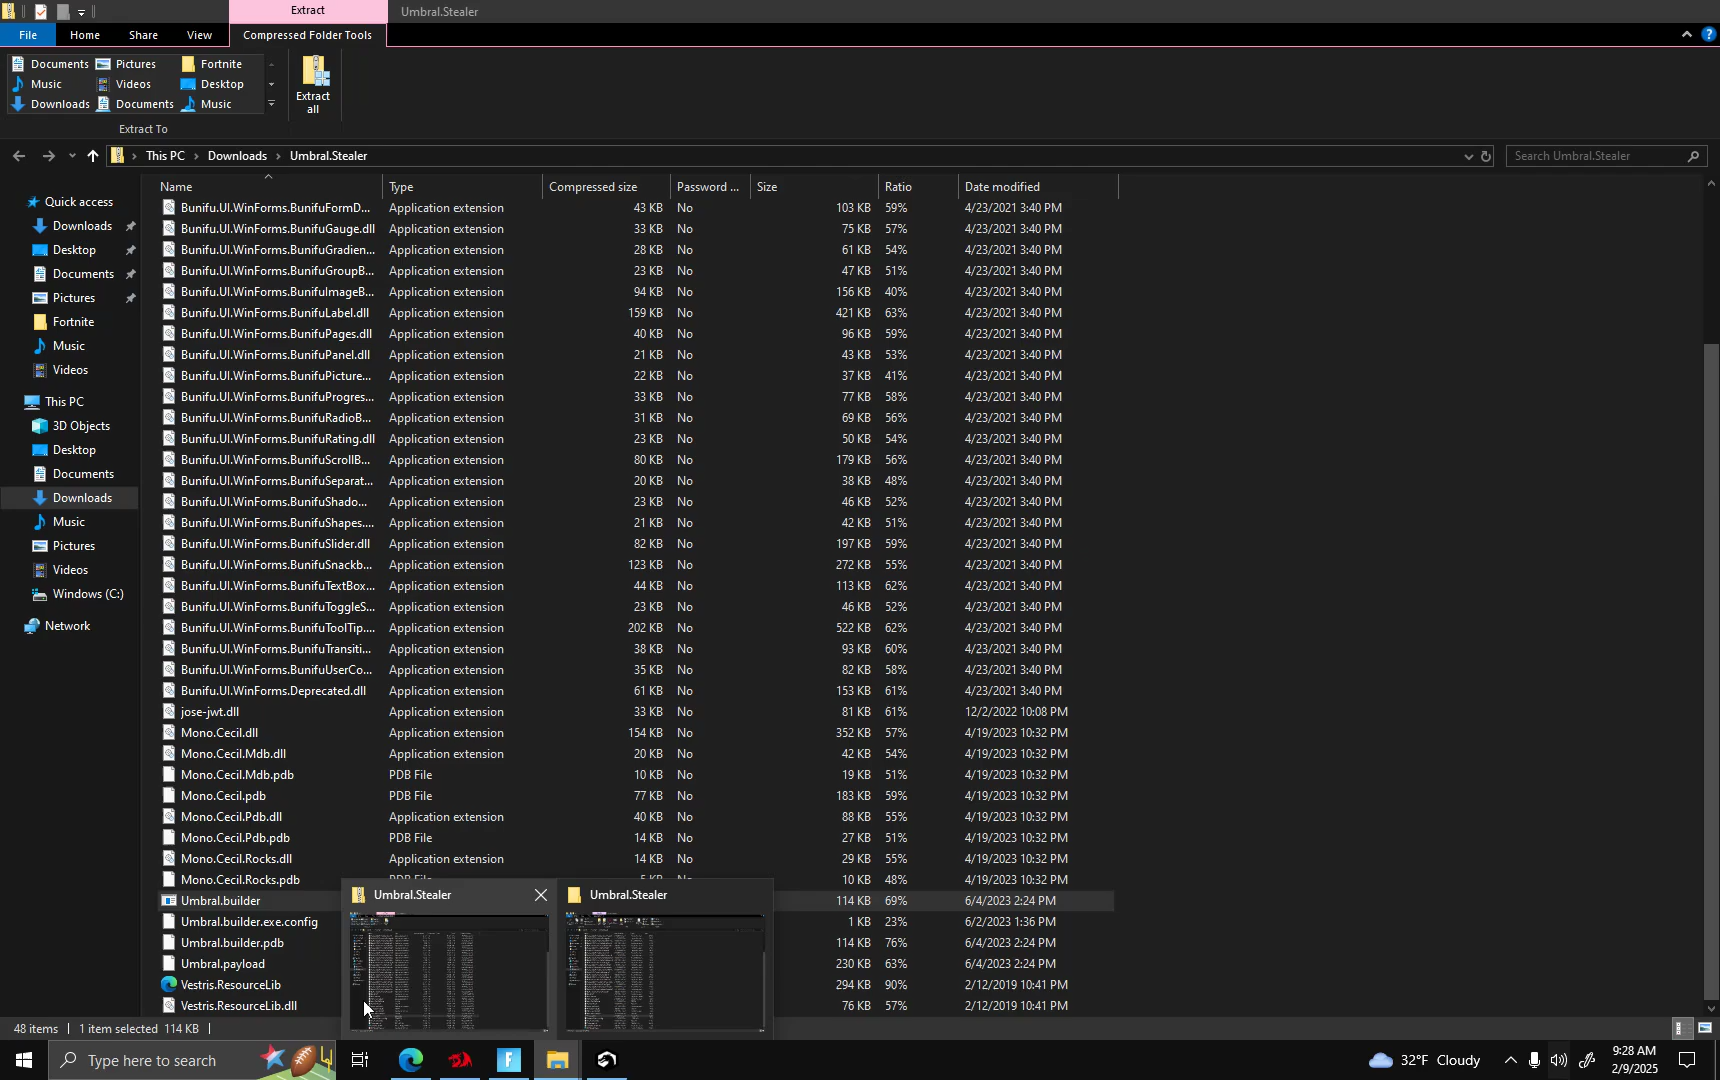 Extract
Umbral.Stealer
File
Home
Share
View
Compressed Folder Tools
Documents
Pictures
Fortnite
Music
Videos
Desktop
Downloads
Documents
Music
Extract
all
Extract To
This PC
Downloads
Umbral.Stealer
Search Umbral.Stealer
Name Type Compressed size Password ... Size Ratio Date modified
Quick access
Downloads
Desktop
Documents
Pictures
Fortnite
Music
Videos
This PC
3D Objects
Desktop
Documents
Downloads
Music
Pictures
Videos
Windows (C:)
Network
Bunifu.UI.WinForms.BunifuFormD... Application extension 43 KB No 103 KB 59% 4/23/2021 3:40 PM
Bunifu.UI.WinForms.BunifuGauge.dll Application extension 33 KB No 75 KB 57% 4/23/2021 3:40 PM
Bunifu.UI.WinForms.BunifuGradien... Application extension 28 KB No 61 KB 54% 4/23/2021 3:40 PM
Bunifu.UI.WinForms.BunifuGroupB... Application extension 23 KB No 47 KB 51% 4/23/2021 3:40 PM
Bunifu.UI.WinForms.BunifuImageB... Application extension 94 KB No 156 KB 40% 4/23/2021 3:40 PM
Bunifu.UI.WinForms.BunifuLabel.dll Application extension 159 KB No 421 KB 63% 4/23/2021 3:40 PM
Bunifu.UI.WinForms.BunifuPages.dll Application extension 40 KB No 96 KB 59% 4/23/2021 3:40 PM
Bunifu.UI.WinForms.BunifuPanel.dll Application extension 21 KB No 43 KB 53% 4/23/2021 3:40 PM
Bunifu.UI.WinForms.BunifuPicture... Application extension 22 KB No 37 KB 41% 4/23/2021 3:40 PM
Bunifu.UI.WinForms.BunifuProgres... Application extension 33 KB No 77 KB 58% 4/23/2021 3:40 PM
Bunifu.UI.WinForms.BunifuRadioB... Application extension 31 KB No 69 KB 56% 4/23/2021 3:40 PM
Bunifu.UI.WinForms.BunifuRating.dll Application extension 23 KB No 50 KB 54% 4/23/2021 3:40 PM
Bunifu.UI.WinForms.BunifuScrollB... Application extension 80 KB No 179 KB 56% 4/23/2021 3:40 PM
Bunifu.UI.WinForms.BunifuSeparat... Application extension 20 KB No 38 KB 48% 4/23/2021 3:40 PM
Bunifu.UI.WinForms.BunifuShado... Application extension 23 KB No 46 KB 52% 4/23/2021 3:40 PM
Bunifu.UI.WinForms.BunifuShapes.... Application extension 21 KB No 42 KB 51% 4/23/2021 3:40 PM
Bunifu.UI.WinForms.BunifuSlider.dll Application extension 82 KB No 197 KB 59% 4/23/2021 3:40 PM
Bunifu.UI.WinForms.BunifuSnackb... Application extension 123 KB No 272 KB 55% 4/23/2021 3:40 PM
Bunifu.UI.WinForms.BunifuTextBox... Application extension 44 KB No 113 KB 62% 4/23/2021 3:40 PM
Bunifu.UI.WinForms.BunifuToggleS... Application extension 23 KB No 46 KB 52% 4/23/2021 3:40 PM
Bunifu.UI.WinForms.BunifuToolTip.... Application extension 202 KB No 522 KB 62% 4/23/2021 3:40 PM
Bunifu.UI.WinForms.BunifuTransiti... Application extension 38 KB No 93 KB 60% 4/23/2021 3:40 PM
Bunifu.UI.WinForms.BunifuUserCo... Application extension 35 KB No 82 KB 58% 4/23/2021 3:40 PM
Bunifu.UI.WinForms.Deprecated.dll Application extension 61 KB No 153 KB 61% 4/23/2021 3:40 PM
jose-jwt.dll Application extension 33 KB No 81 KB 61% 12/2/2022 10:08 PM
Mono.Cecil.dll Application extension 154 KB No 352 KB 57% 4/19/2023 10:32 PM
Mono.Cecil.Mdb.dll Application extension 20 KB No 42 KB 54% 4/19/2023 10:32 PM
Mono.Cecil.Mdb.pdb PDB File 10 KB No 19 KB 51% 4/19/2023 10:32 PM
Mono.Cecil.pdb PDB File 77 KB No 183 KB 59% 4/19/2023 10:32 PM
Mono.Cecil.Pdb.dll Application extension 40 KB No 88 KB 55% 4/19/2023 10:32 PM
Mono.Cecil.Pdb.pdb PDB File 14 KB No 27 KB 51% 4/19/2023 10:32 PM
Mono.Cecil.Rocks.dll Application extension 14 KB No 29 KB 55% 4/19/2023 10:32 PM
Mono.Cecil.Rocks.pdb PDB File 5 KB No 10 KB 48% 4/19/2023 10:32 PM
Umbral.builder 114 KB 69% 6/4/2023 2:24 PM
Umbral.builder.exe.config 1 KB 23% 6/2/2023 1:36 PM
Umbral.builder.pdb 114 KB 76% 6/4/2023 2:24 PM
Umbral.payload 230 KB 63% 6/4/2023 2:24 PM
Vestris.ResourceLib 294 KB 90% 2/12/2019 10:41 PM
Vestris.ResourceLib.dll 76 KB 57% 2/12/2019 10:41 PM
Umbral.Stealer
Umbral.Stealer
48 items 1 item selected 114 KB
Type here to search
32°F Cloudy
9:28 AM
2/9/2025